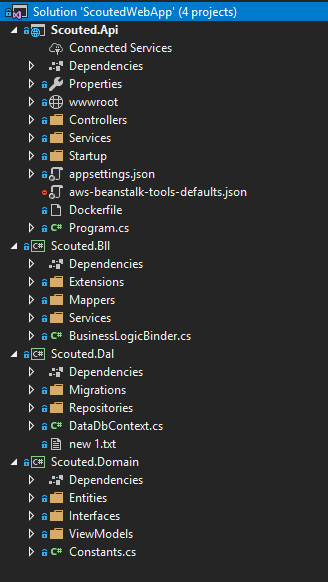 Solution 'ScoutedWebApp' (4 projects)
Scouted.Api
Connected Services
Dependencies
Properties
wwwroot
Controllers
Services
Startup
appsettings.json
aws-beanstalk-tools-defaults.json
Dockerfile
C# Program.cs
C# Scouted.Bll
Dependencies
Extensions
Mappers
Services
C# BusinessLogicBinder.cs
C# Scouted.Dal
Dependencies
Migrations
Repositories
C# DataDbContext.cs
new 1.txt
C# Scouted.Domain
Dependencies
Entities
Interfaces
ViewModels
C# Constants.cs